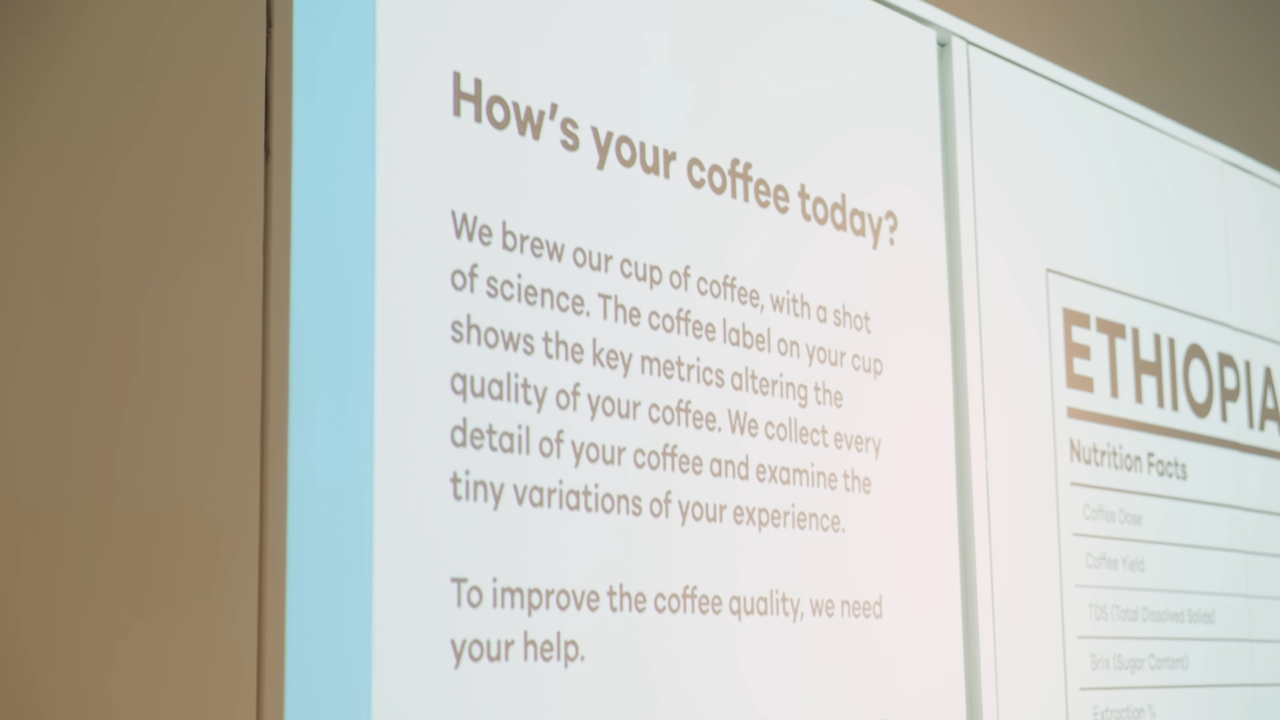 How's your coffee today?
We brew our cup of coffee, with a shot
of science. The coffee label on your cup
shows the key metrics altering the
quality of your coffee. We collect every
detail of your coffee and examine the
tiny variations of your experience.
To improve the coffee quality, we need
your help.
ETHIOPIA
Nutrition Facts
Coffee Dose
Coffee Yield
TDS (Total Dissolved Solids)
Brix (Sugar Content)
Extraction %